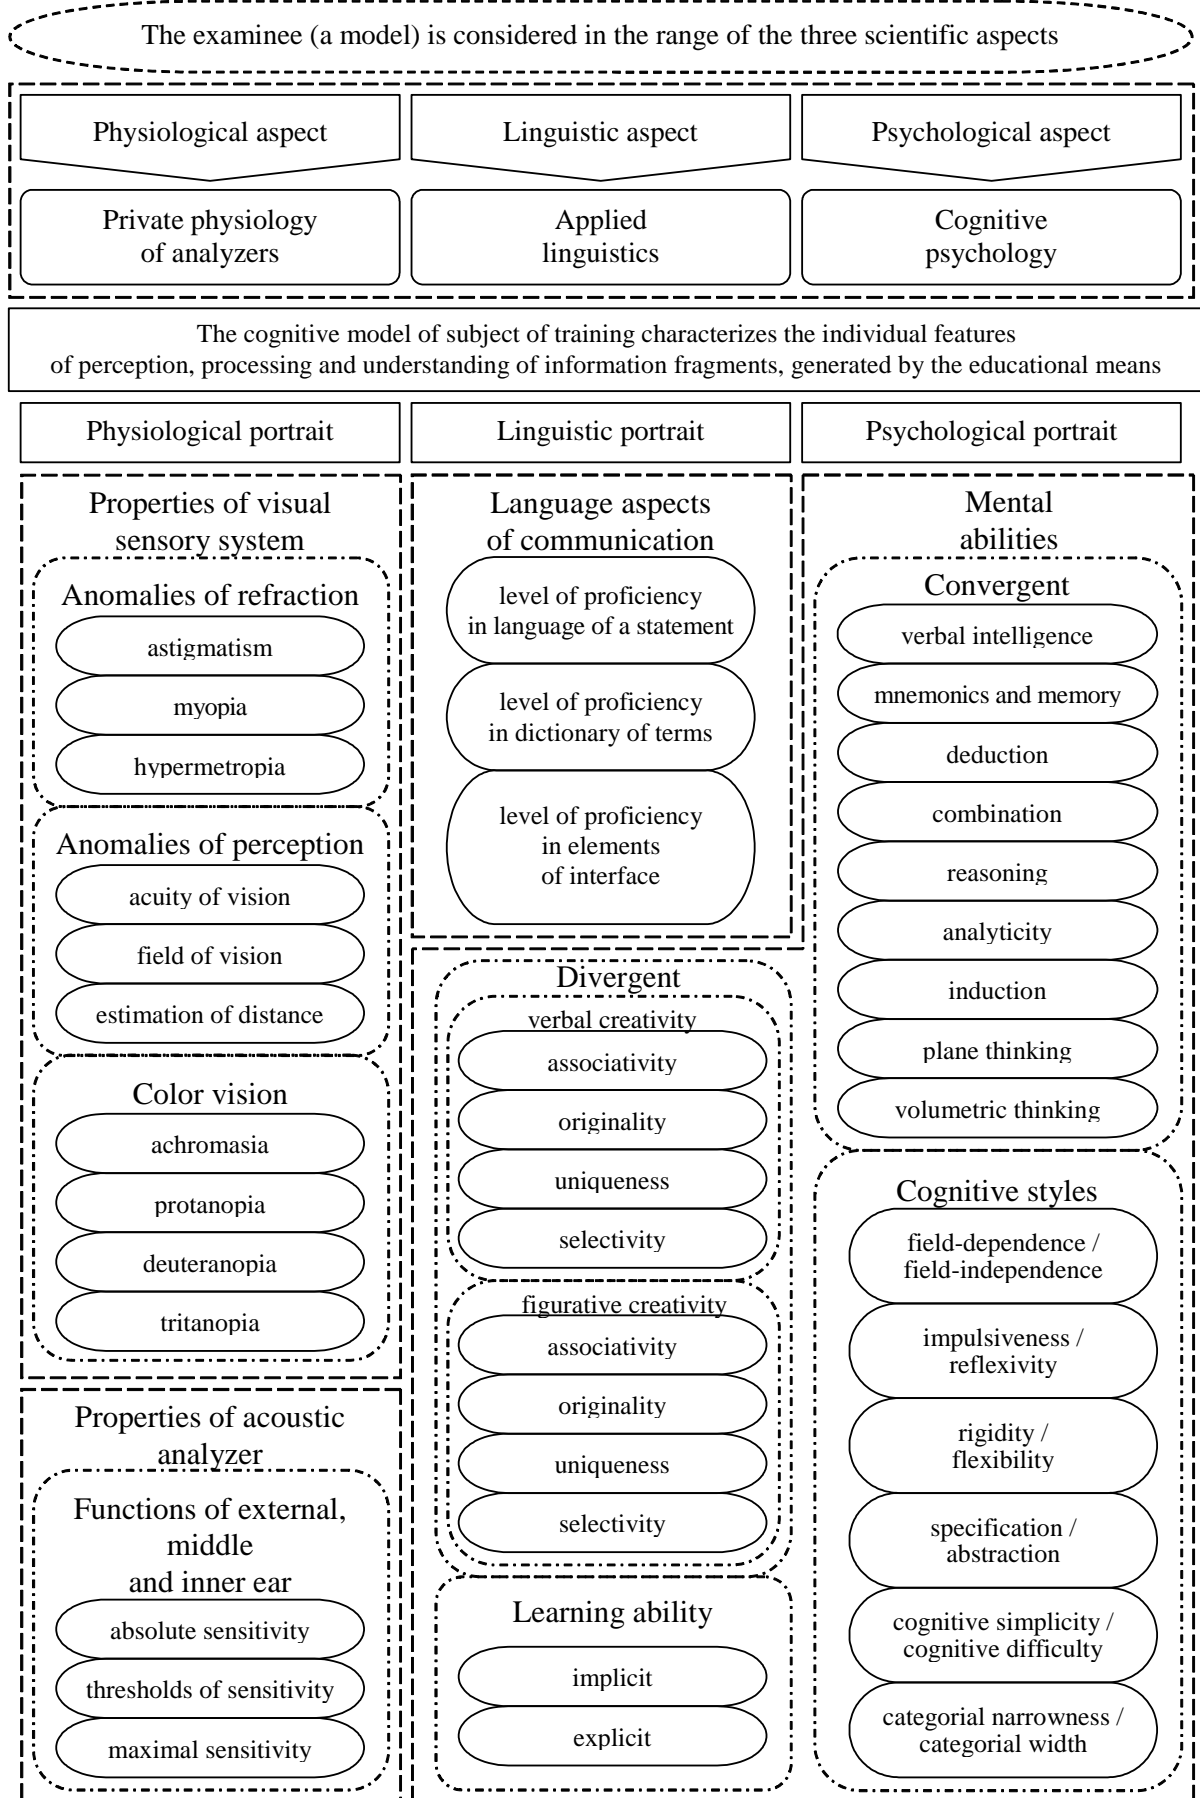 The examinee (a model) is considered in the range of the three scientific aspects
Physiological aspect
Linguistic aspect
Psychological aspect
Private physiology
of analyzers
Applied
linguistics
Cognitive
psychology
The cognitive model of subject of training characterizes the individual features
of perception, processing and understanding of information fragments, generated by the educational means
Physiological portrait
Linguistic portrait
Psychological portrait
Properties of visual
sensory system
Anomalies of refraction
astigmatism
myopia
hypermetropia
Anomalies of perception
acuity of vision
field of vision
estimation of distance
Color vision
achromasia
protanopia
deuteranopia
tritanopia
Properties of acoustic
analyzer
Functions of external,
middle
and inner ear
absolute sensitivity
thresholds of sensitivity
maximal sensitivity
Language aspects
of communication
level of proficiency
in language of a statement
level of proficiency
in dictionary of terms
level of proficiency
in elements
of interface
Mental
abilities
Convergent
verbal intelligence
mnemonics and memory
deduction
combination
reasoning
analyticity
induction
plane thinking
volumetric thinking
Divergent
verbal creativity
associativity
originality
uniqueness
selectivity
figurative creativity
associativity
originality
uniqueness
selectivity
Learning ability
implicit
explicit
Cognitive styles
field-dependence /
field-independence
impulsiveness /
reflexivity
rigidity /
flexibility
specification /
abstraction
cognitive simplicity /
cognitive difficulty
categorial narrowness /
categorial width